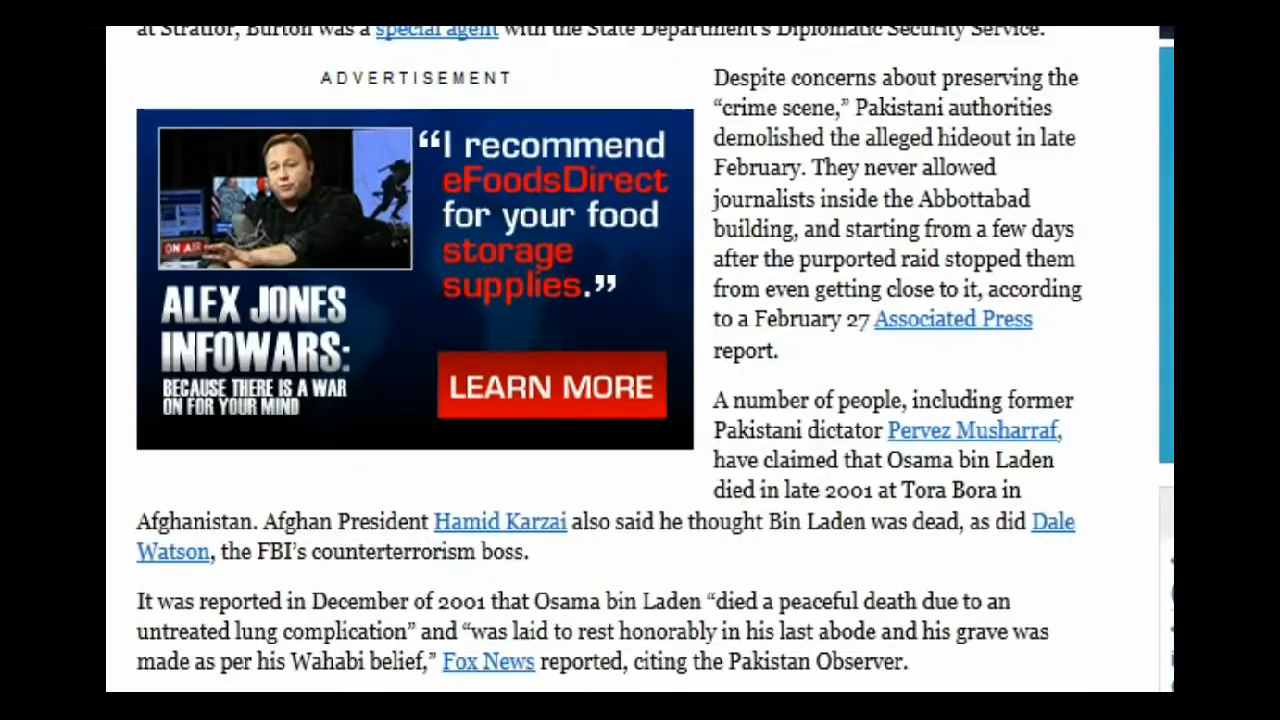 at Stratfor, Burton was a special agent with the State Department's Diplomatic Security Service.
ADVERTISEMENT
ON AIR
ALEX JONES
INFOWARS:
BECAUSE THERE IS A WAR
ON FOR YOUR MIND
“I recommend
eFoodsDirect
for your food
storage
supplies.”
LEARN MORE
Despite concerns about preserving the
“crime scene,” Pakistani authorities
demolished the alleged hideout in late
February. They never allowed
journalists inside the Abbottabad
building, and starting from a few days
after the purported raid stopped them
from even getting close to it, according
to a February 27 Associated Press
report.
A number of people, including former
Pakistani dictator Pervez Musharraf,
have claimed that Osama bin Laden
died in late 2001 at Tora Bora in
Afghanistan. Afghan President Hamid Karzai also said he thought Bin Laden was dead, as did Dale
Watson, the FBI’s counterterrorism boss.
It was reported in December of 2001 that Osama bin Laden “died a peaceful death due to an
untreated lung complication” and “was laid to rest honorably in his last abode and his grave was
made as per his Wahabi belief,” Fox News reported, citing the Pakistan Observer.